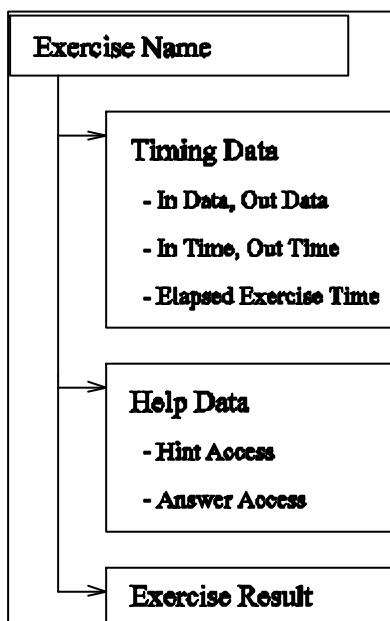 Exercise Name
Timing Data
- In Data, Out Data
- In Time, Out Time
- Elapsed Exercise Time
Help Data
- Hint Access
- Answer Access
Exercise Result